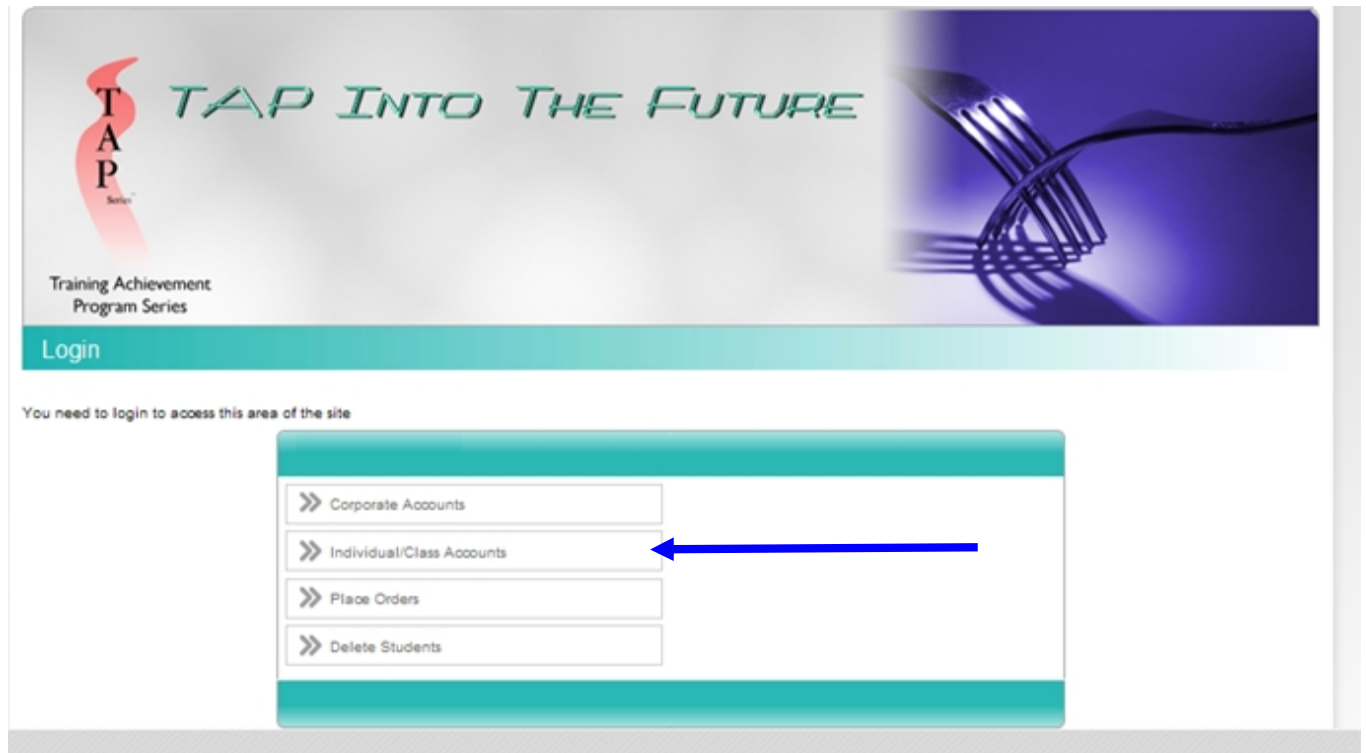 T
A
P
Series™
TAP INTO THE FUTURE
Training Achievement
Program Series
Login
You need to login to access this area of the site
Corporate Accounts
Individual/Class Accounts
Place Orders
Delete Students